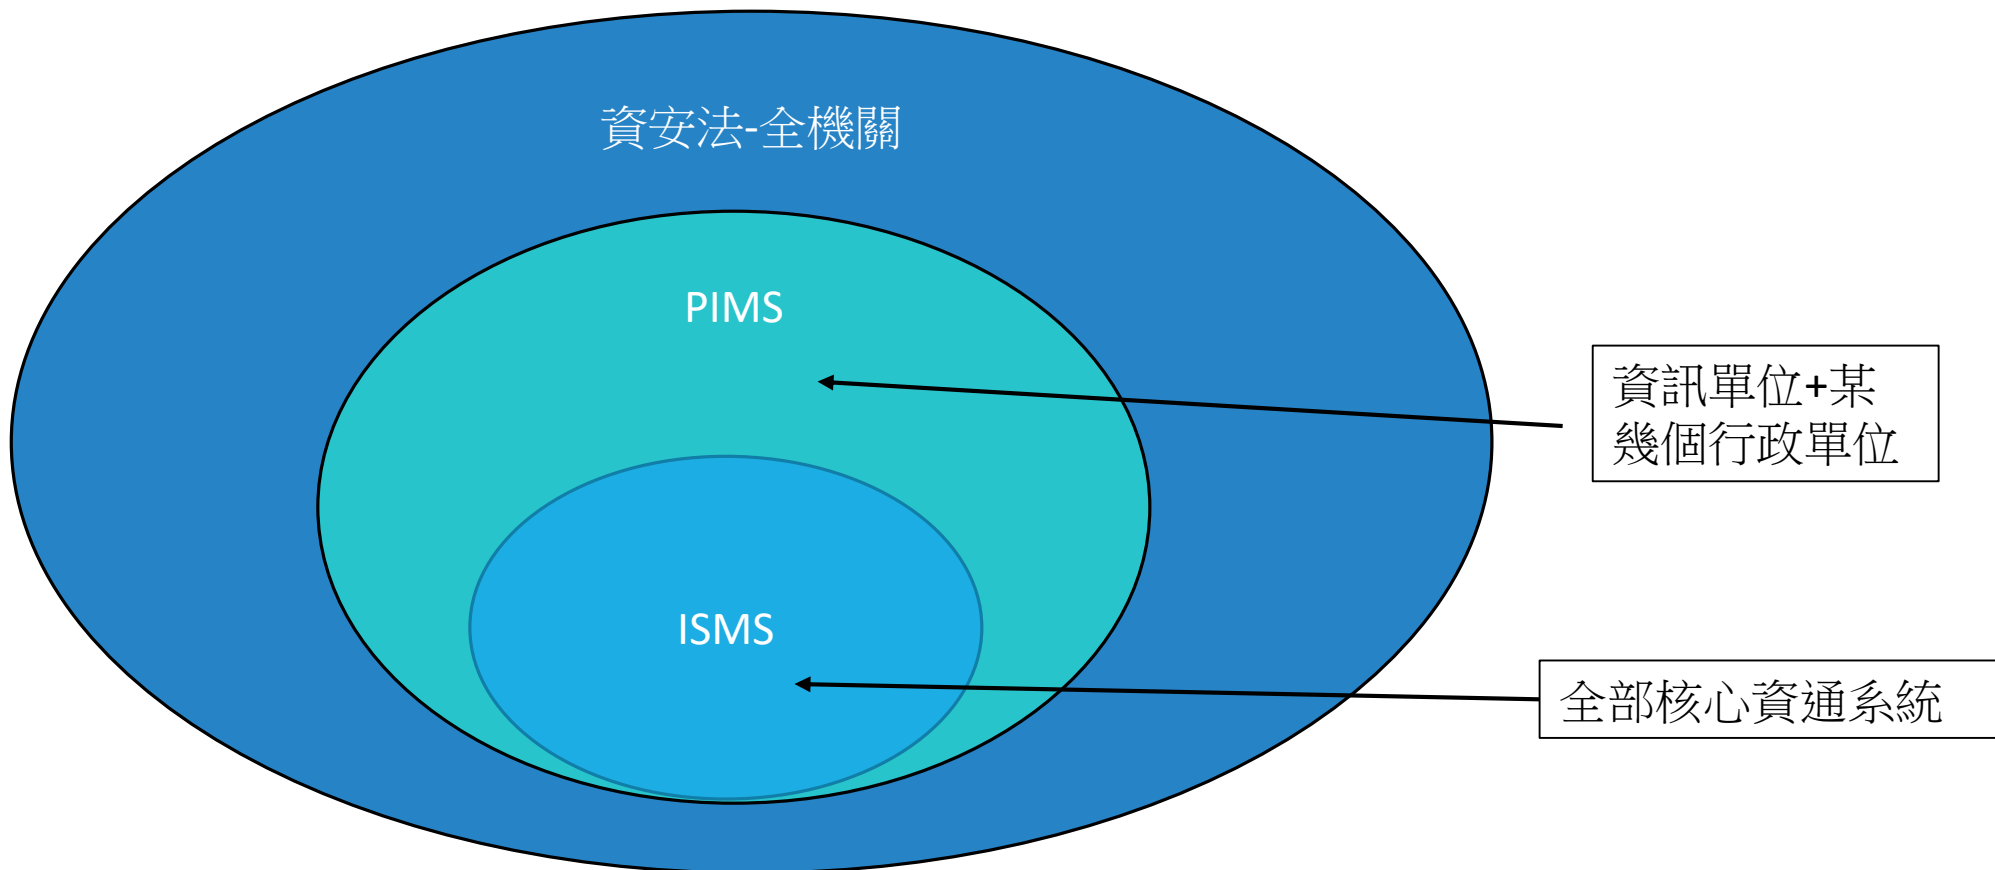 資安法-全機關
PIMS
資訊單位+某
幾個行政單位
ISMS
全部核心資通系統